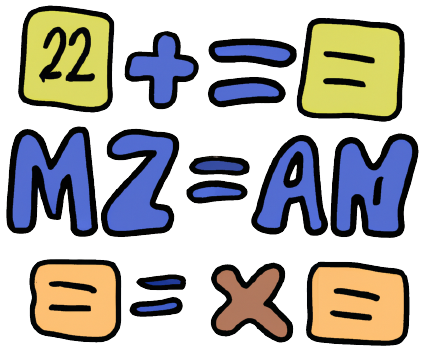 22 + = =
MZ = AN
= = × =